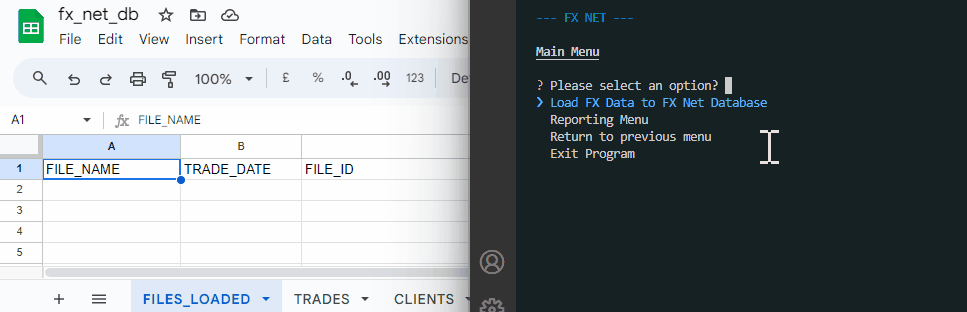 fx_net_db
File Edit View Insert Format Data Tools Extensions
100% £ % .0 .00 123
A1 fx FILE_NAME
A B
1 FILE_NAME TRADE_DATE FILE_ID
2
3
4
5
+ FILES_LOADED TRADES CLIENTS
--- FX NET ---
Main Menu
? Please select an option?
❯ Load FX Data to FX Net Database
Reporting Menu
Return to previous menu
Exit Program